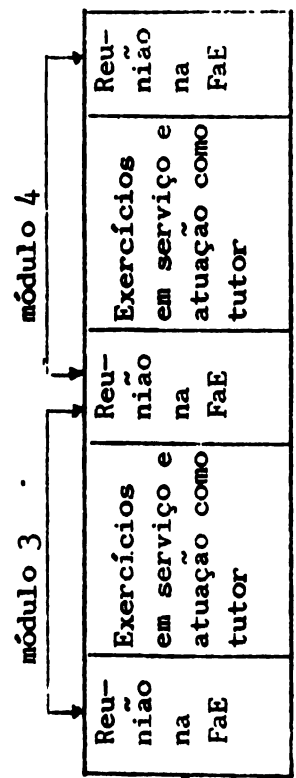 módulo 3
módulo 4
Reu-
nião
na
FaE
Exercícios
em serviço e
atuação como
tutor
Reu-
nião
na
FaE
Exercícios
em serviço e
atuação como
tutor
Reu-
nião
na
FaE